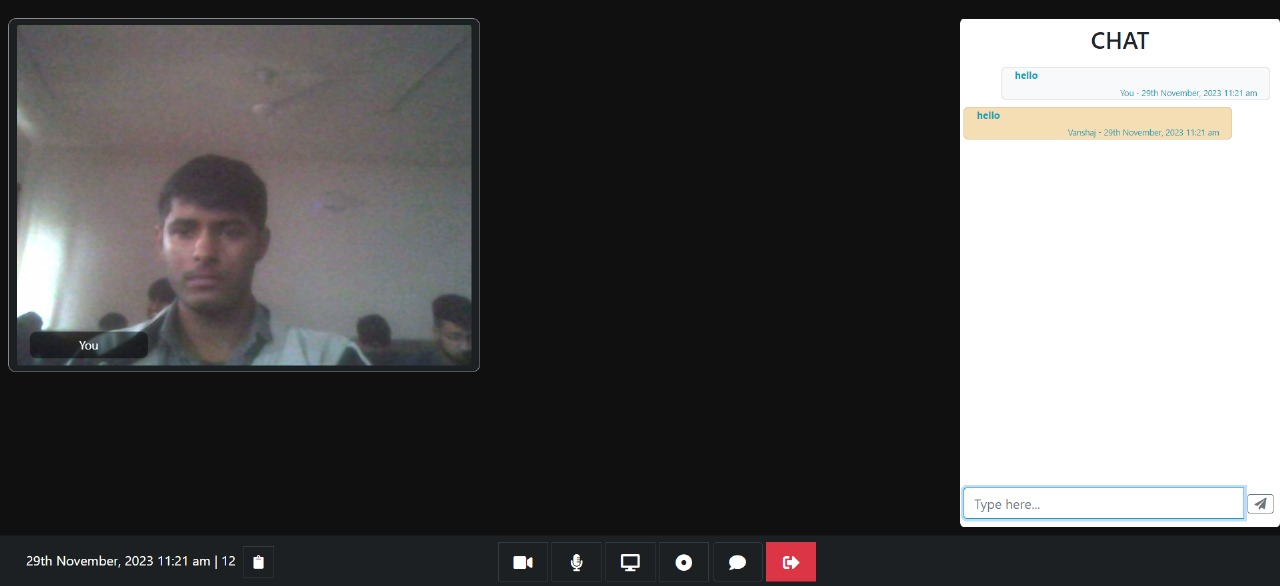 CHAT
hello
You - 29th November, 2023 11:21 am
hello
Vanshaj - 29th November, 2023 11:21 am
You
Type here...
29th November, 2023 11:21 am | 12